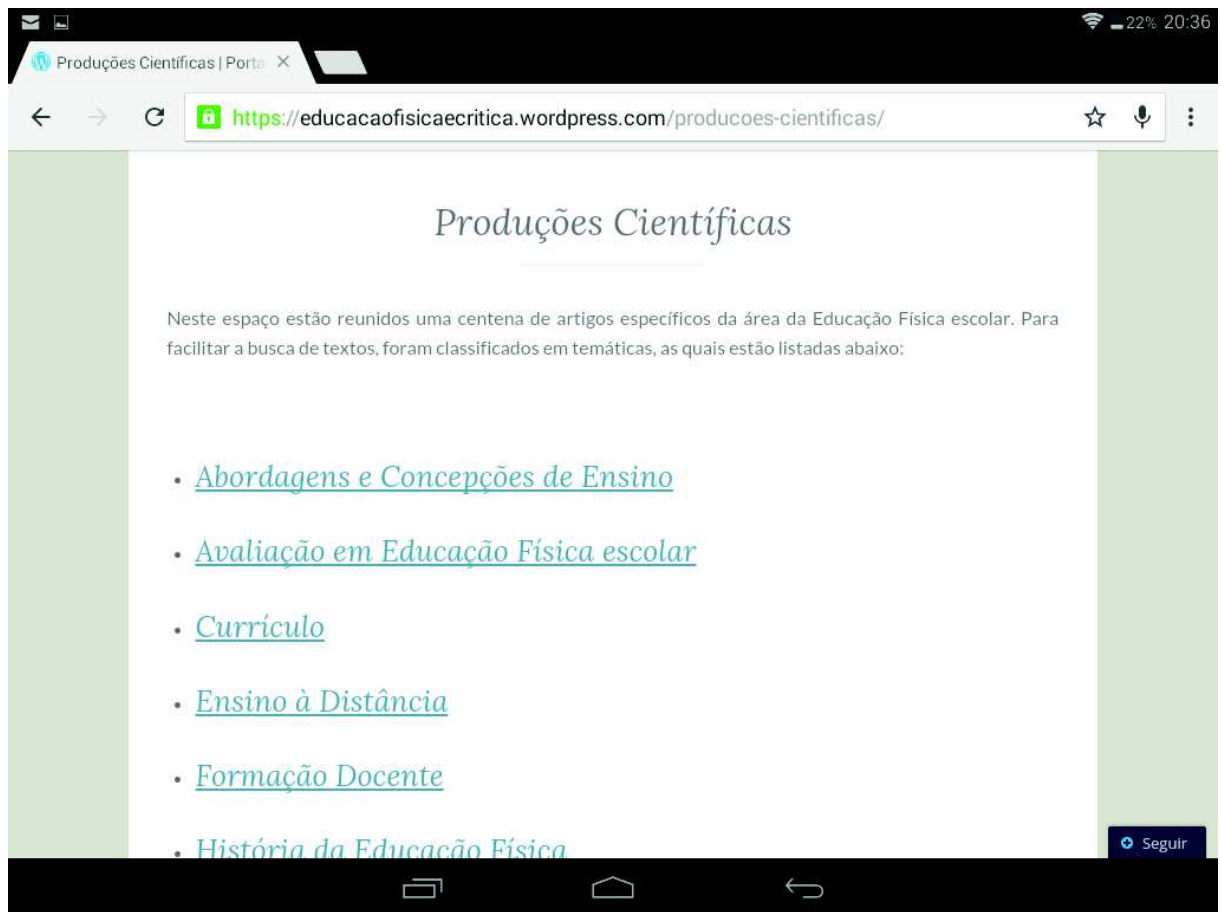 22% 20:36
Produções Científicas | Porta
https://educacaofisicaecritica.wordpress.com/producoes-cientificas/
Produções Científicas
Neste espaço estão reunidos uma centena de artigos específicos da área da Educação Física escolar. Para
facilitar a busca de textos, foram classificados em temáticas, as quais estão listadas abaixo:
• Abordagens e Concepções de Ensino
• Avaliação em Educação Física escolar
• Currículo
• Ensino à Distância
• Formação Docente
• História da Educação Física
Seguir